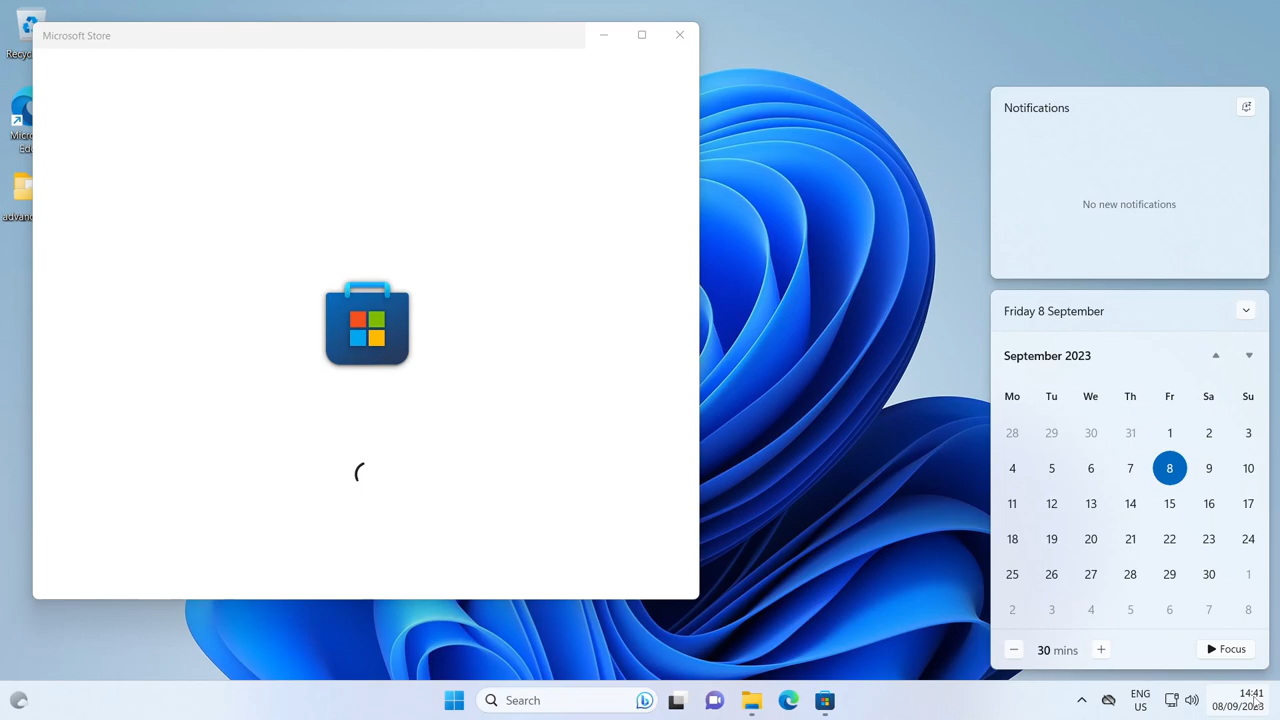 Microsoft Store
Notifications
No new notifications
Friday 8 September
September 2023
Mo Tu We Th Fr Sa Su
28 29 30 31 1 2 3
4 5 6 7 8 9 10
11 12 13 14 15 16 17
18 19 20 21 22 23 24
25 26 27 28 29 30 1
2 3 4 5 6 7 8
30 mins
Focus
Search
ENG
US
14:41
08/09/2023